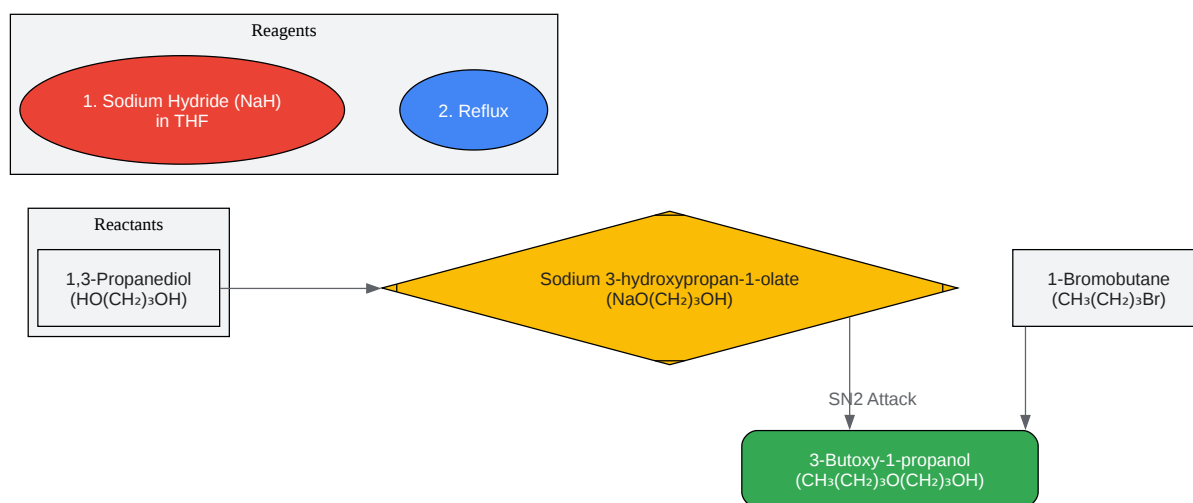 Reagents
1. Sodium Hydride (NaH)
in THF
2. Reflux
Reactants
1,3-Propanediol
(HO(CH₂)₃OH)
Sodium 3-hydroxypropan-1-olate
(NaO(CH₂)₃OH)
1-Bromobutane
(CH₃(CH₂)₃Br)
SN2 Attack
3-Butoxy-1-propanol
(CH₃(CH₂)₃O(CH₂)₃OH)